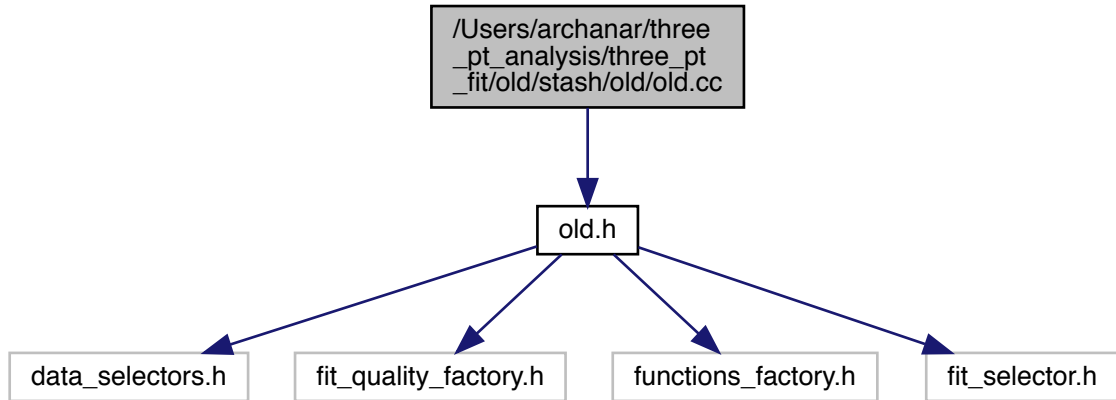 /Users/archanar/three
_pt_analysis/three_pt
_fit/old/stash/old/old.cc
old.h
data_selectors.h
fit_quality_factory.h
functions_factory.h
fit_selector.h